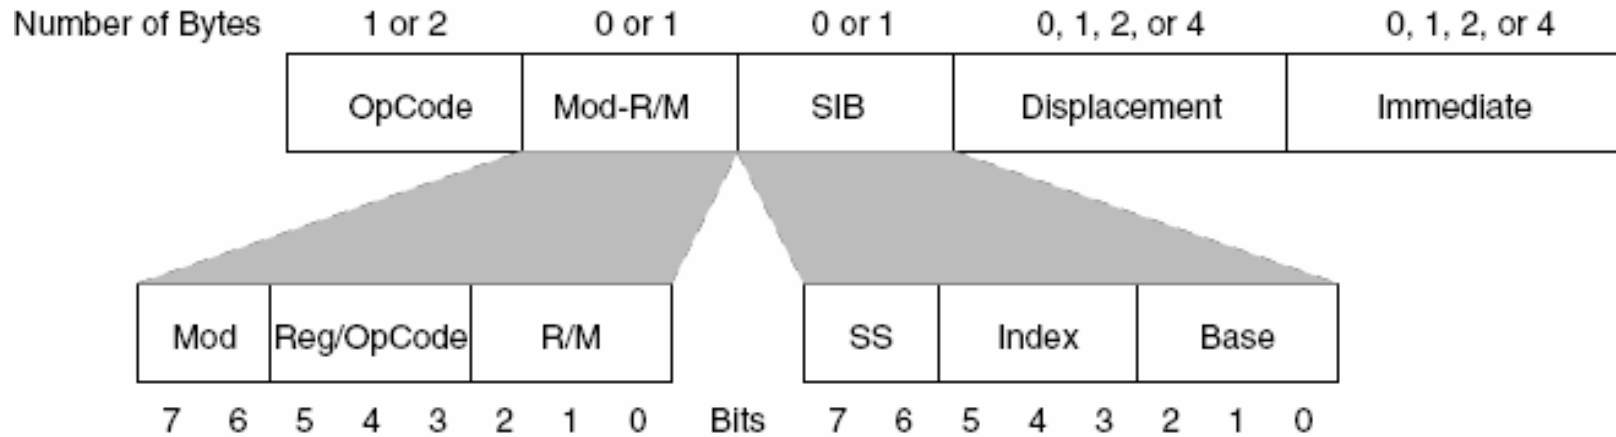 Number of Bytes 1 or 2 0 or 1 0 or 1 0, 1, 2, or 4 0, 1, 2, or 4
OpCode Mod-R/M SIB Displacement Immediate
Mod Reg/OpCode R/M SS Index Base
7 6 5 4 3 2 1 0 Bits 7 6 5 4 3 2 1 0